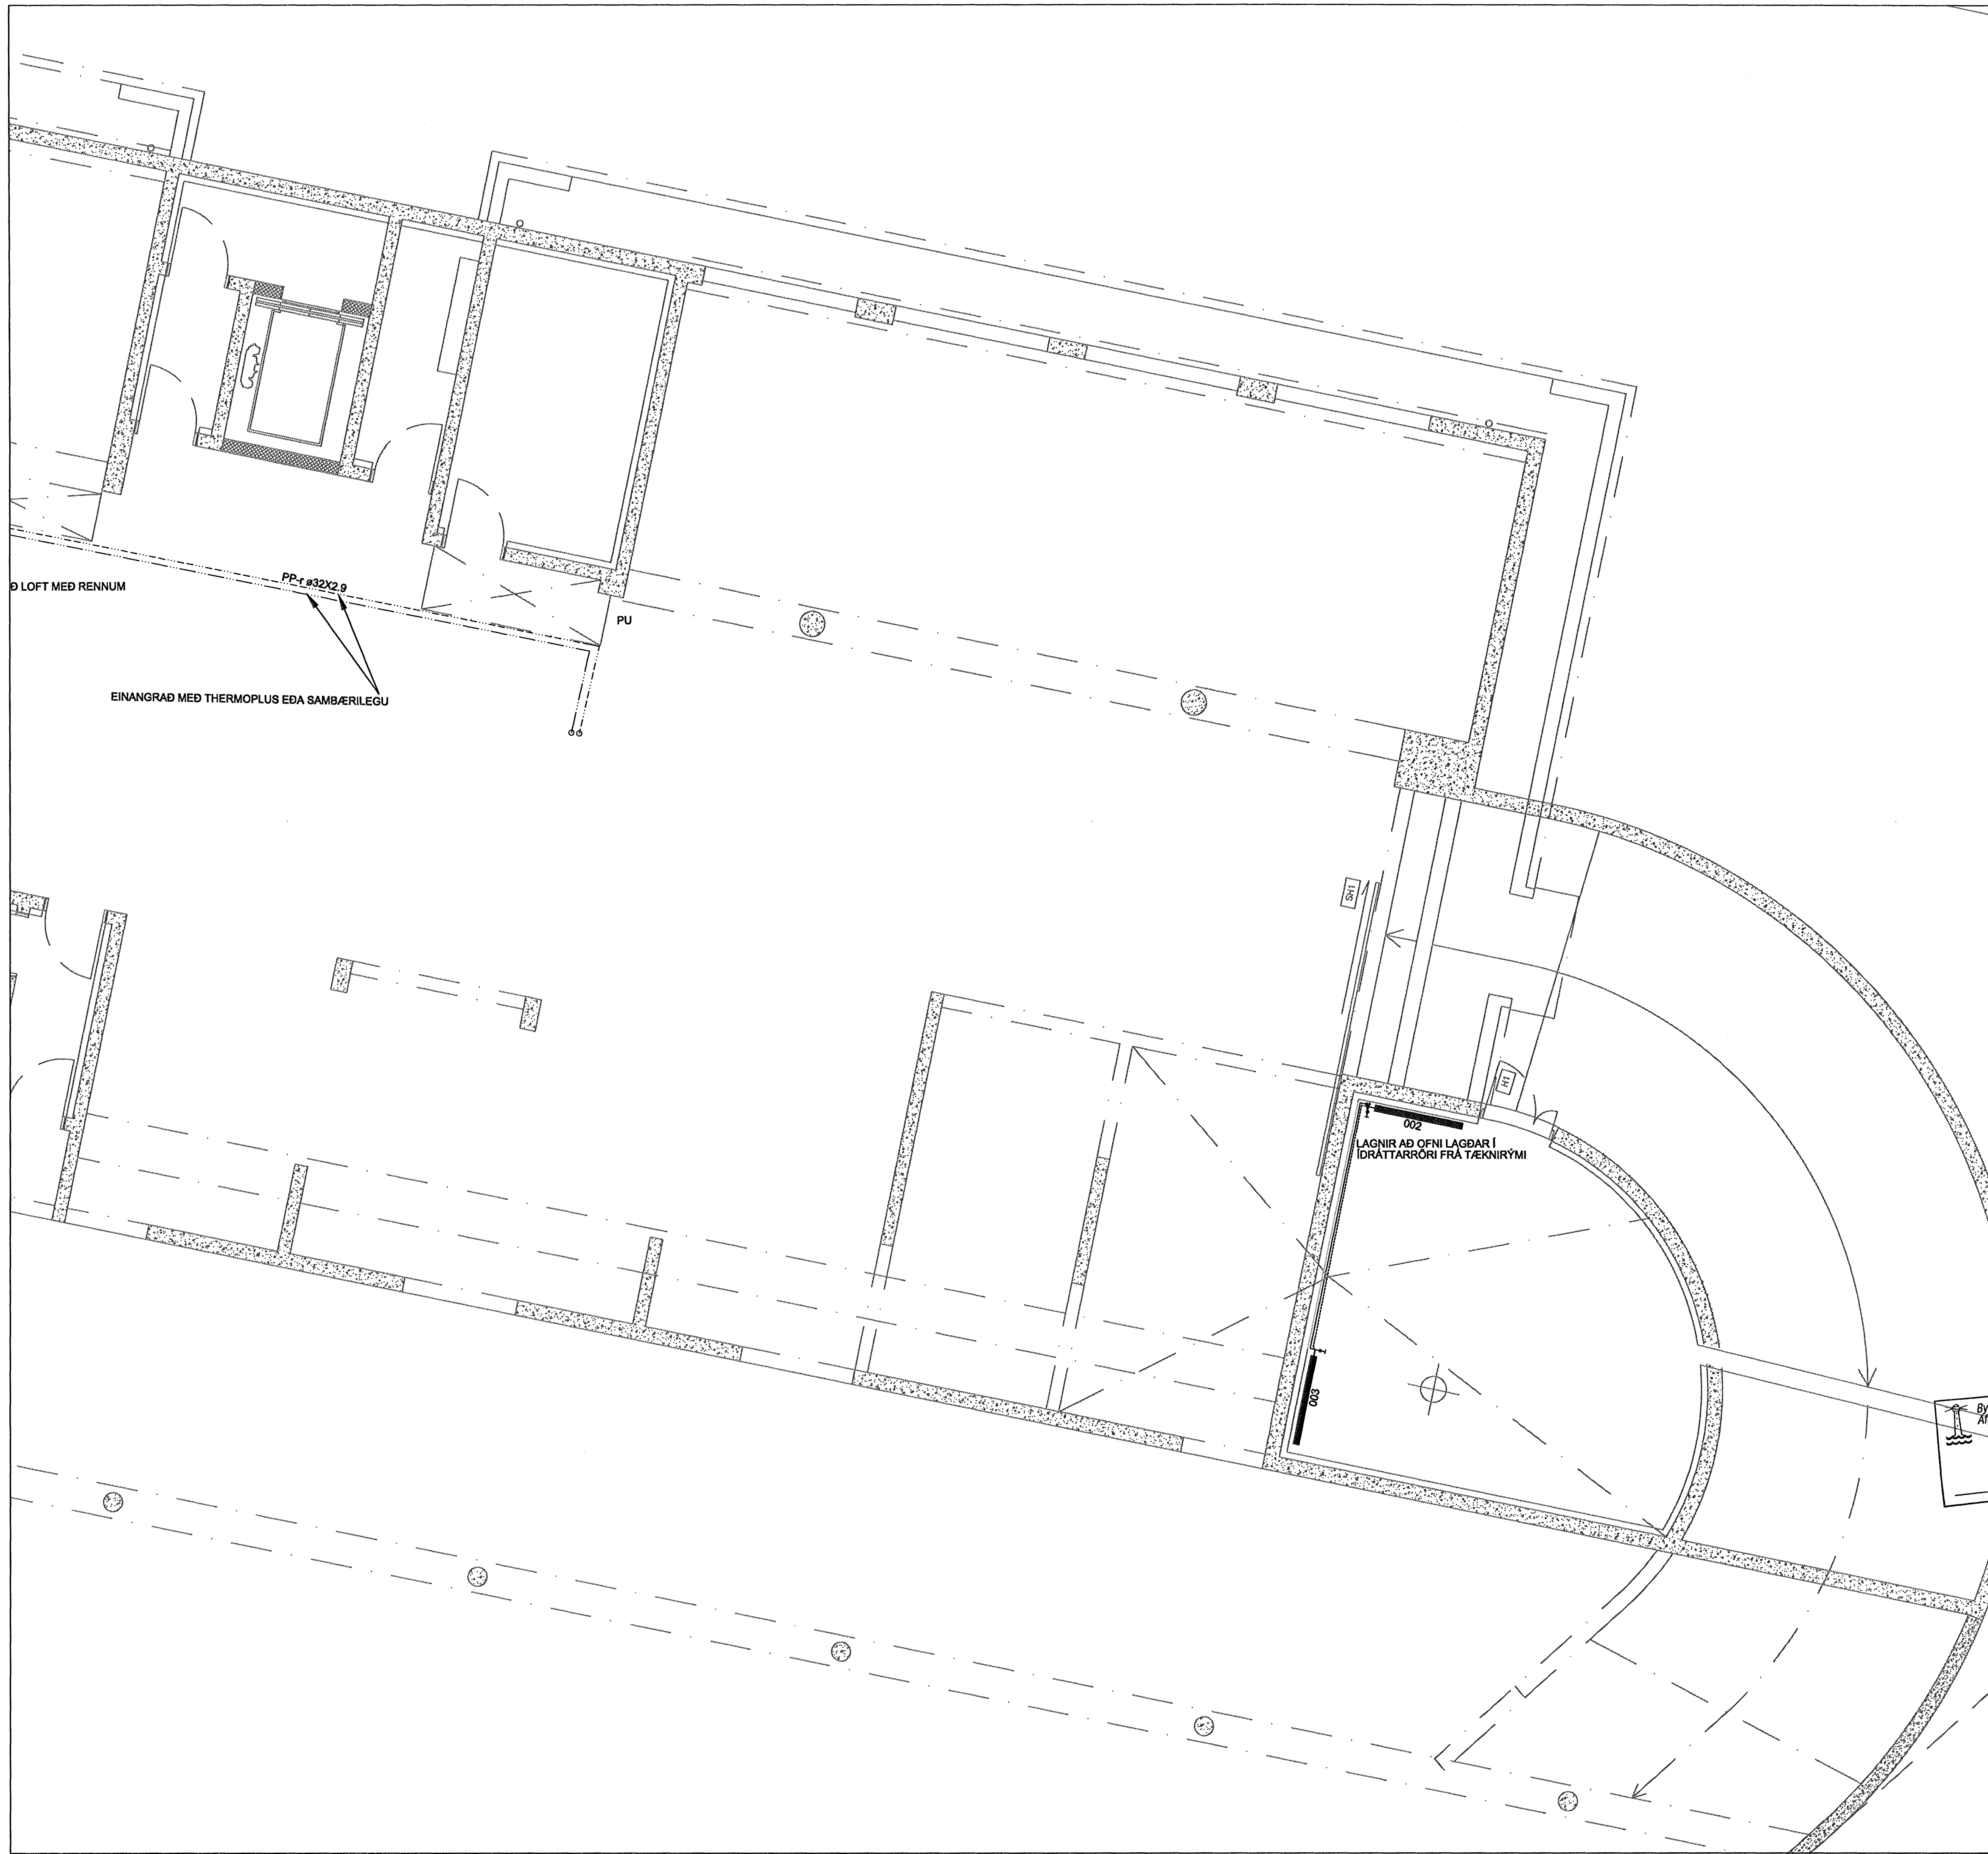 PP-r ø32X2.9
Ð LOFT MEÐ RENNUM
PU
EINANGRAÐ MEÐ THERMOPLUS EÐA SAMBÆRILEGU
SH1
H1
002
LAGNIR AÐ OFNI LAGÐAR Í
ÍDRÁTTARRÖRI FRÁ TÆKNIRÝMI
003
By